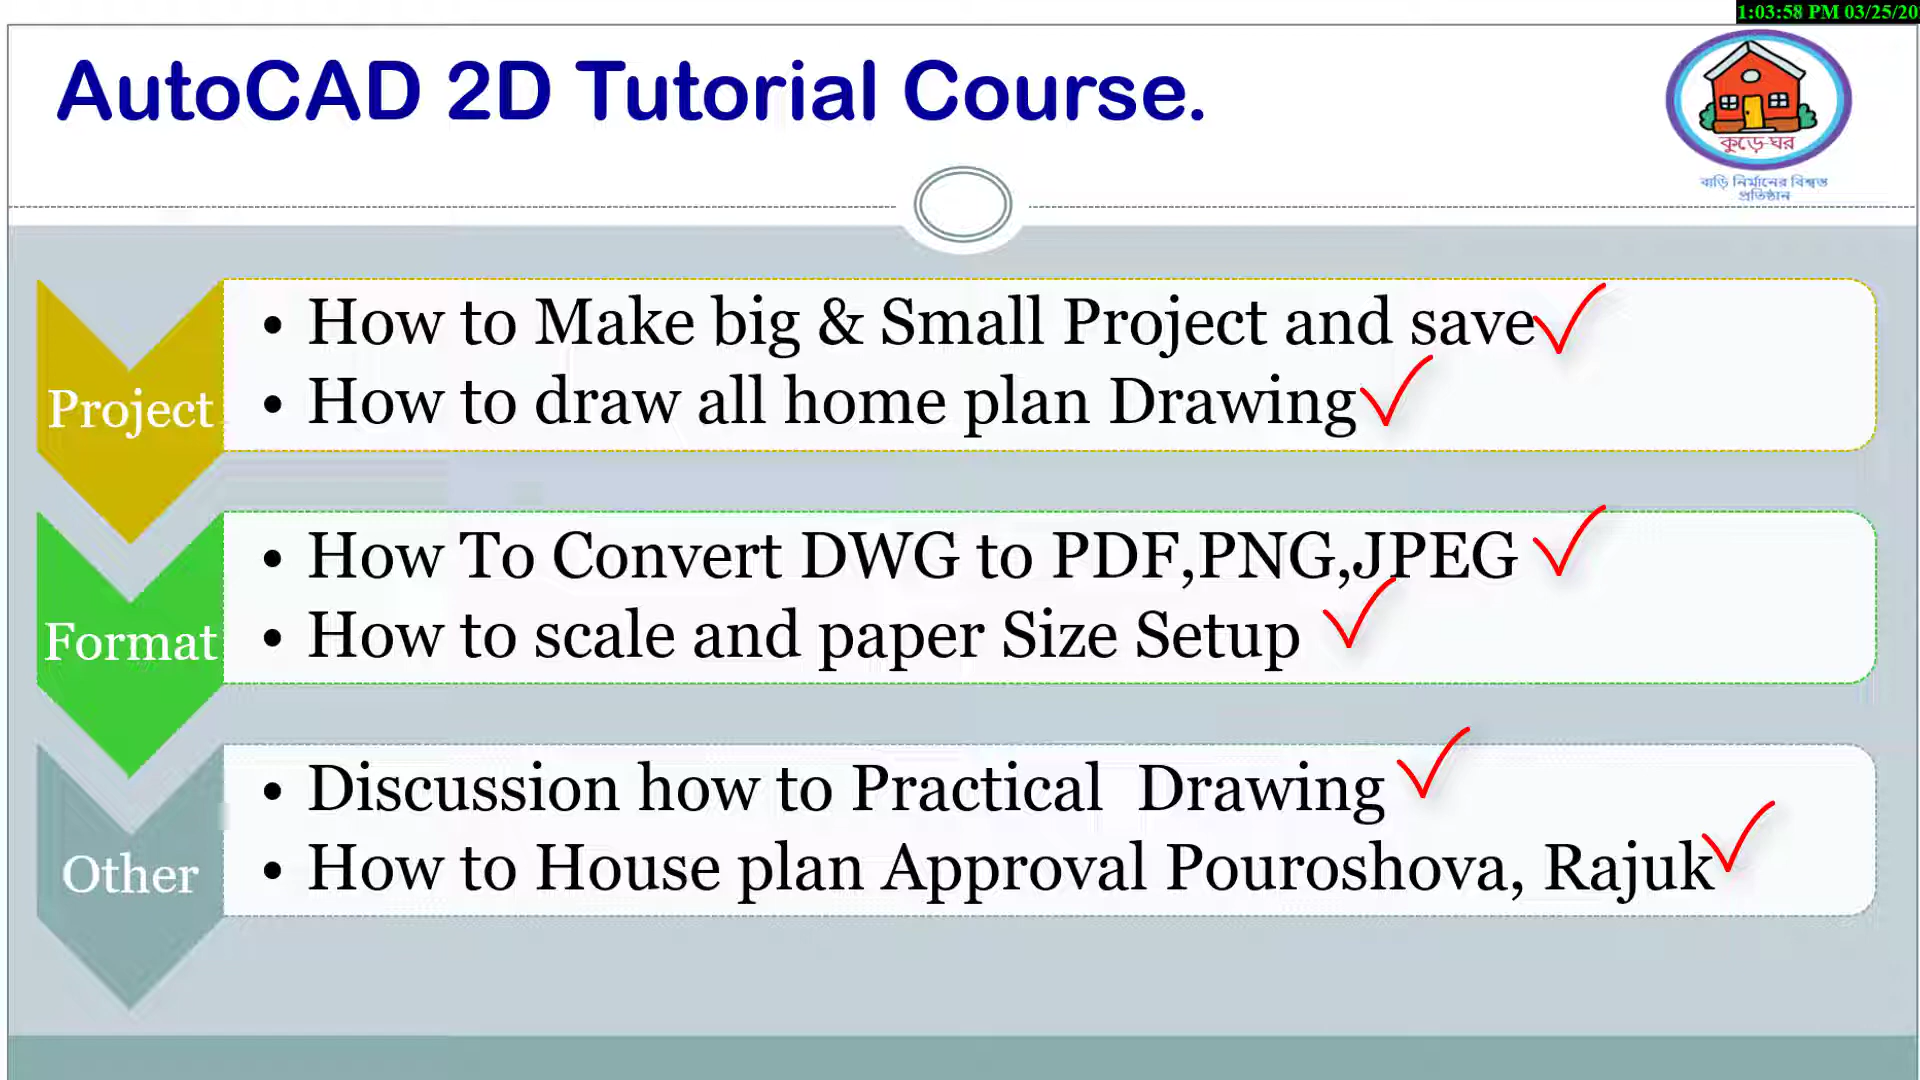 1:03:58 PM 03/25/20
AutoCAD 2D Tutorial Course.
কুড়ে-ঘর
বাড়ি নির্মানের বিশ্বস্ত
প্রতিষ্ঠান
Project
• How to Make big & Small Project and save
• How to draw all home plan Drawing
Format
• How To Convert DWG to PDF,PNG,JPEG
• How to scale and paper Size Setup
Other
• Discussion how to Practical Drawing
• How to House plan Approval Pouroshova, Rajuk